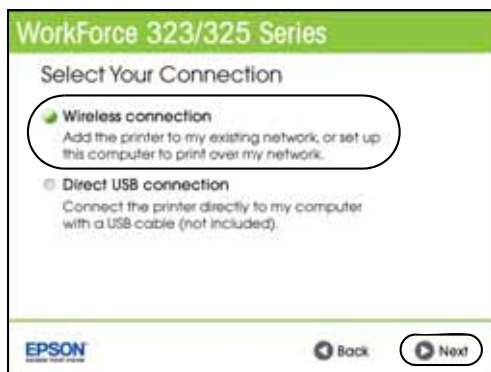 WorkForce 323/325 Series
Select Your Connection
Wireless connection
Add the printer to my existing network, or set up
this computer to print over my network.
Direct USB connection
Connect the printer directly to my computer
with a USB cable (not included).
EPSON
Back
Next